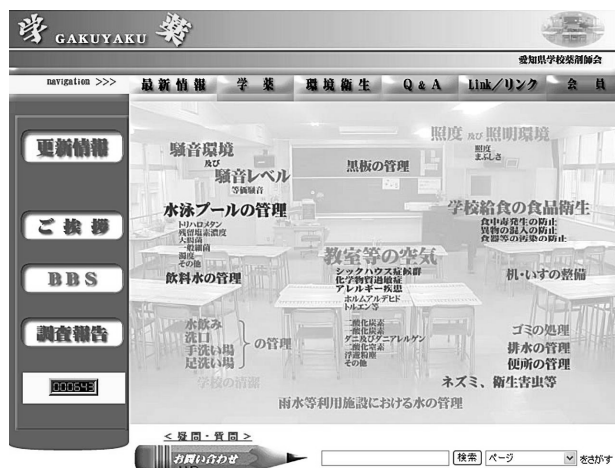 学 GAKUYAKU 薬
愛知県学校薬剤師会
navigation >>>
最新情報 学薬 環境衛生 Q & A Link／リンク 会員
更新情報
ご挨拶
BBS
調査報告
000643
照度 及び 照明環境
照度
まぶしさ
騒音環境
及び
騒音レベル
等価騒音
黒板の管理
水泳プールの管理
トリハロメタン
残留塩素濃度
大腸菌
一般細菌
濁度
その他
学校給食の食品衛生
食中毒発生の防止
異物の混入の防止
食器等の汚染の防止
教室等の空気
シックハウス症候群
化学物質過敏症
アレルギー疾患
ホルムアルデヒド
トルエン等
二酸化炭素
一酸化炭素
ダニ及びダニアレルゲン
二酸化窒素
浮遊粉塵
その他
飲料水の管理
机・いすの整備
水飲み
洗口
手洗い場
足洗い場
の管理
ゴミの処理
排水の管理
便所の管理
学校の清潔
ネズミ、衛生害虫等
雨水等利用施設における水の管理
＜疑問・質問＞
お問い合わせ
検索 ページ をさがす